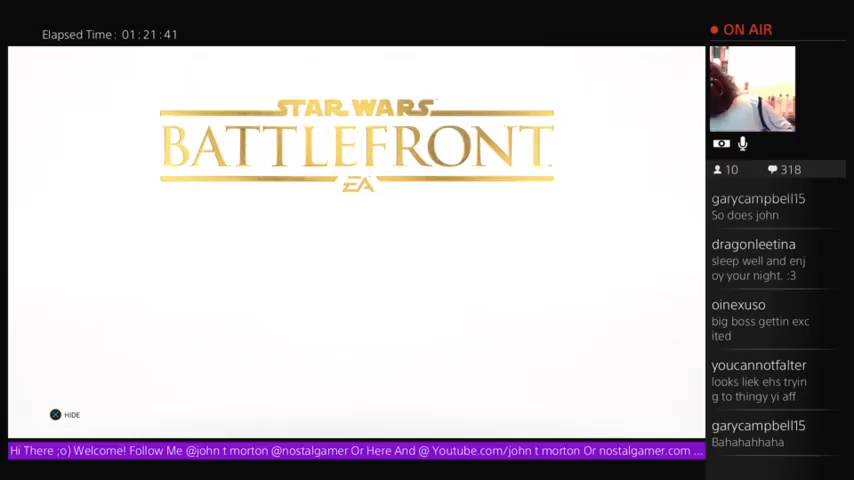 Elapsed Time: 01:21:41
ON AIR
STAR WARS
BATTLEFRONT
EA
10
318
garycampbell15
So does john
dragonleetina
sleep well and enj
oy your night. :3
oinexuso
big boss gettin exc
ited
youcannotfalter
looks liek ehs tryin
g to thingy yi aff
garycampbell15
Bahahahhaha
HIDE
Hi There ;o) Welcome! Follow Me @john t morton @nostalgamer Or Here And @ Youtube.com/john t morton Or nostalgamer.com ...